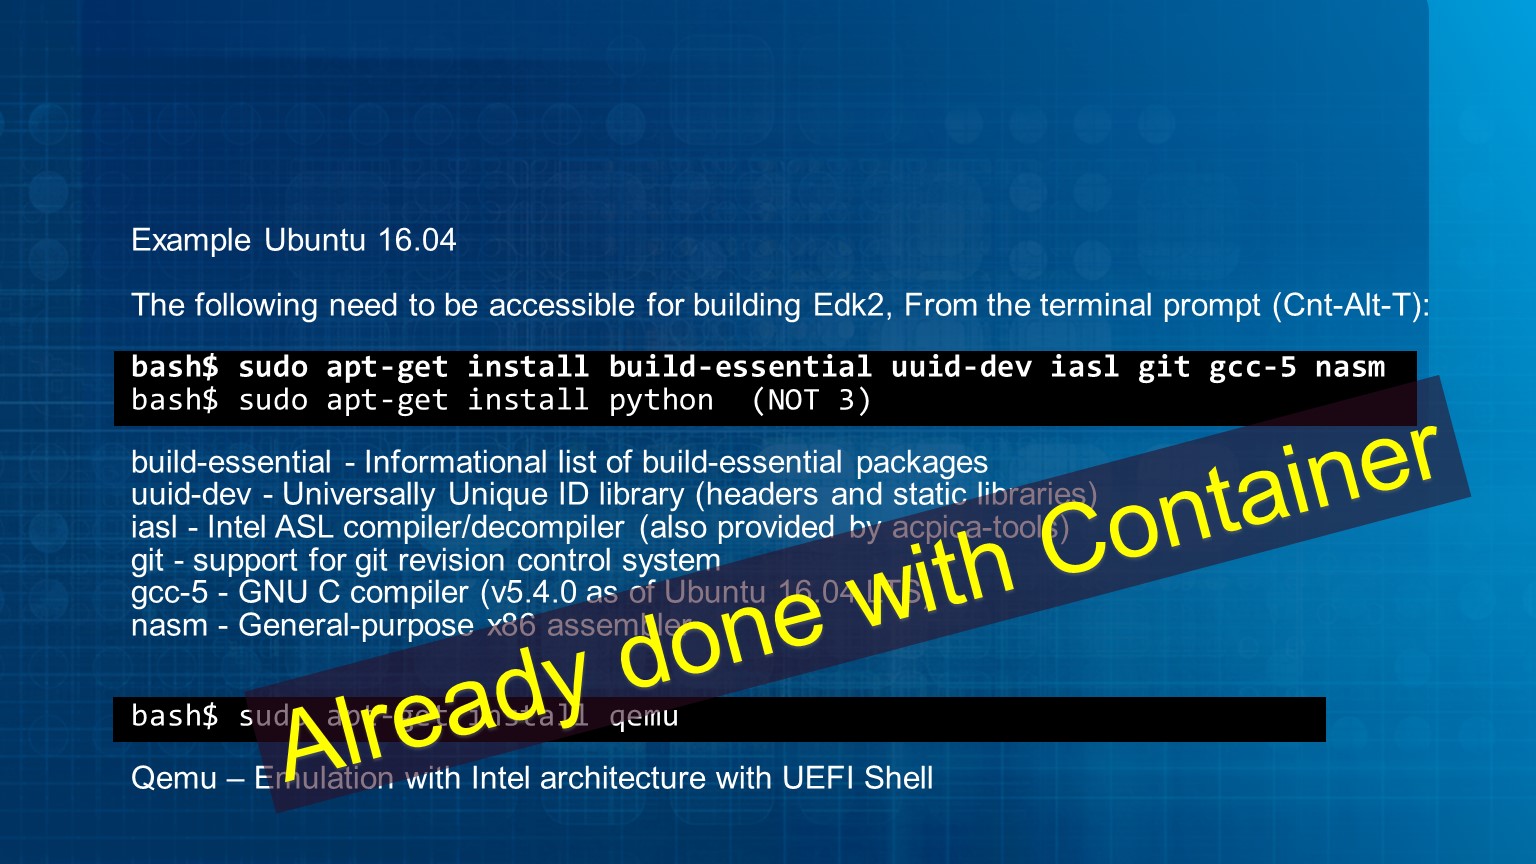 Example Ubuntu 16.04
The following need to be accessible for building Edk2, From the terminal prompt (Cnt-Alt-T):
bash$ sudo apt-get install build-essential uuid-dev iasl git gcc-5 nasm
bash$ sudo apt-get install python (NOT 3)
build-essential - Informational list of build-essential packages
uuid-dev - Universally Unique ID library (headers and static libraries)
iasl - Intel ASL compiler/decompiler (also provided by acpica-tools)
git - support for git revision control system
gcc-5 - GNU C compiler (v5.4.0 as of Ubuntu 16.04 LTS
nasm - General-purpose x86 assembler
Already done with Container
bash$ sudo apt-get install qemu
Qemu – Emulation with Intel architecture with UEFI Shell